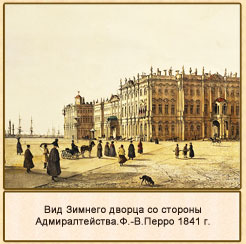 Вид Зимнего дворца со стороны
Адмиралтейства.Ф.-В.Перро 1841 г.